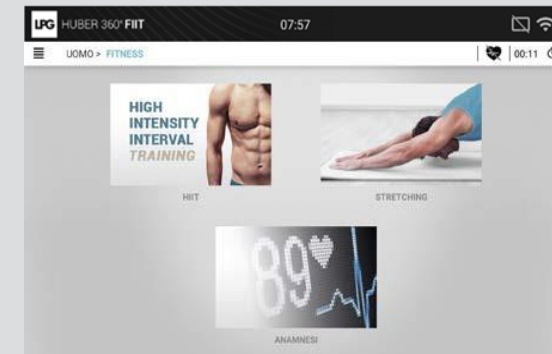 LPG HUBER 360° FIIT 07:57
UOMO > FITNESS 00:11
HIGH
INTENSITY
INTERVAL
TRAINING
HIIT
STRETCHING
89
ANAMNESI